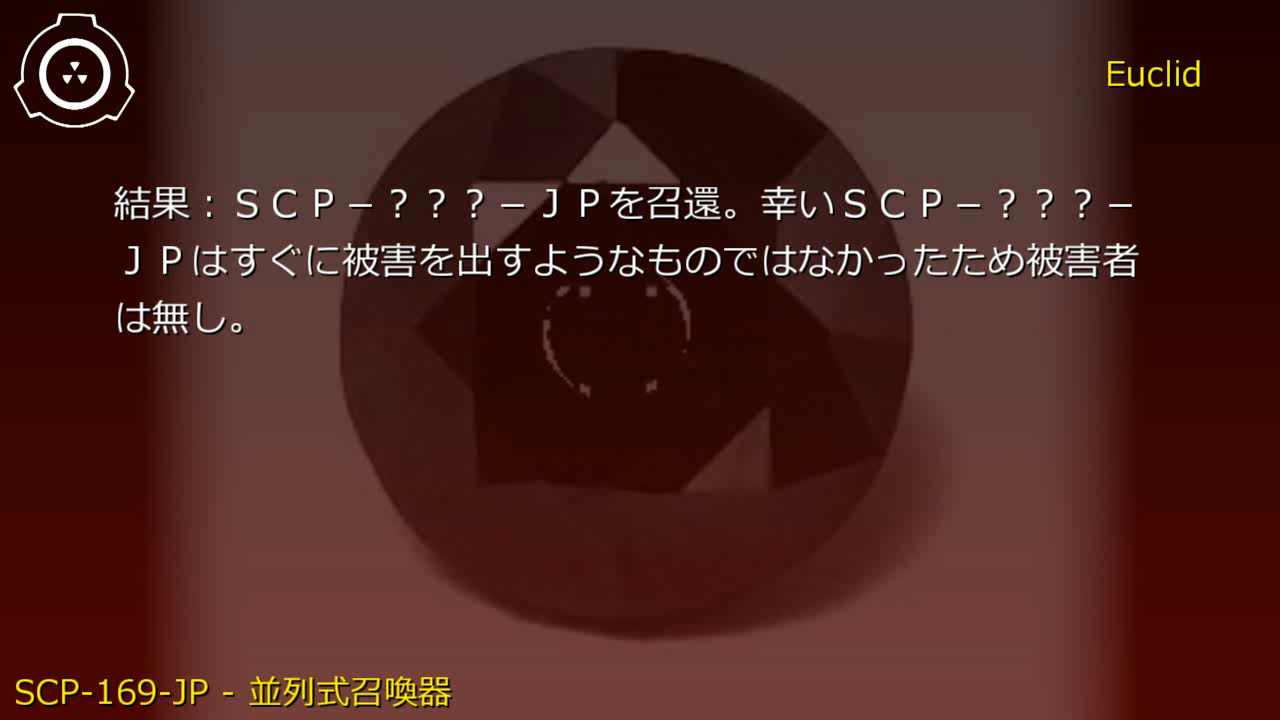 Euclid
結果：ＳＣＰ－？？？－ＪＰを召還。幸いＳＣＰ－？？？－
ＪＰはすぐに被害を出すようなものではなかったため被害者
は無し。
SCP-169-JP - 並列式召喚器